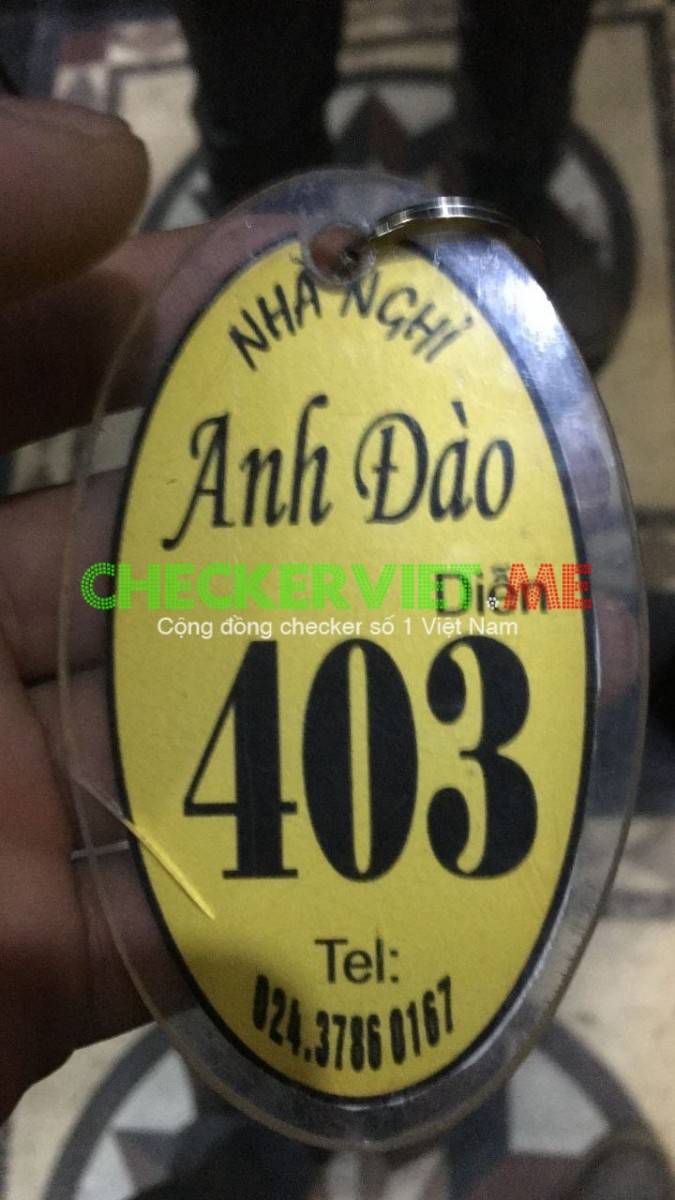 NHÀ NGHỈ
Anh Đào
CHECKERVIET.ME
Cộng đồng checker số 1 Việt Nam
403
Tel:
024.3786 0167